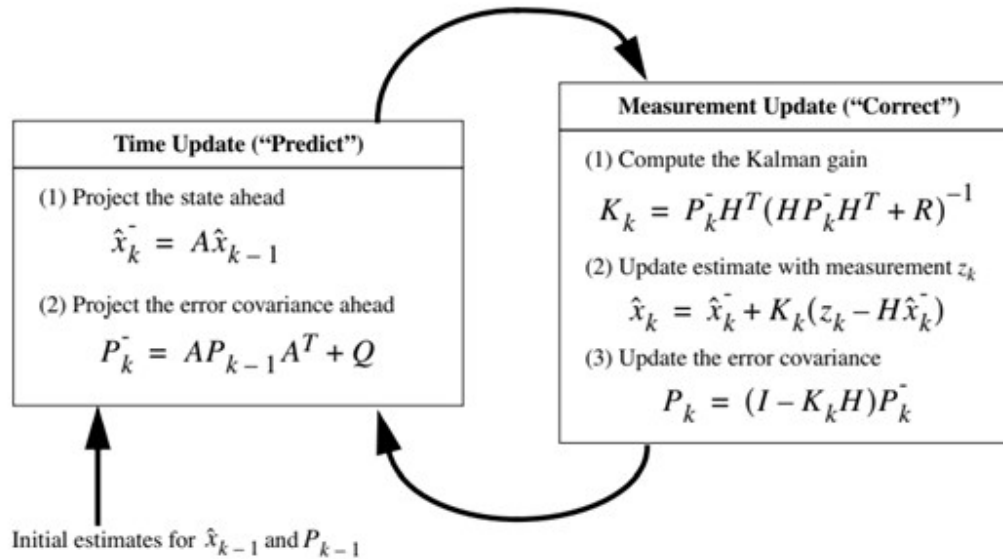 Time Update (“Predict”)
(1) Project the state ahead
x̂ₖ⁻ = Ax̂ₖ₋₁
(2) Project the error covariance ahead
Pₖ⁻ = APₖ₋₁Aᵀ + Q
Initial estimates for x̂ₖ₋₁ and Pₖ₋₁
Measurement Update (“Correct”)
(1) Compute the Kalman gain
Kₖ = Pₖ⁻Hᵀ(HPₖ⁻Hᵀ + R)⁻¹
(2) Update estimate with measurement zₖ
x̂ₖ = x̂ₖ⁻ + Kₖ(zₖ – Hx̂ₖ⁻)
(3) Update the error covariance
Pₖ = (I – KₖH)Pₖ⁻